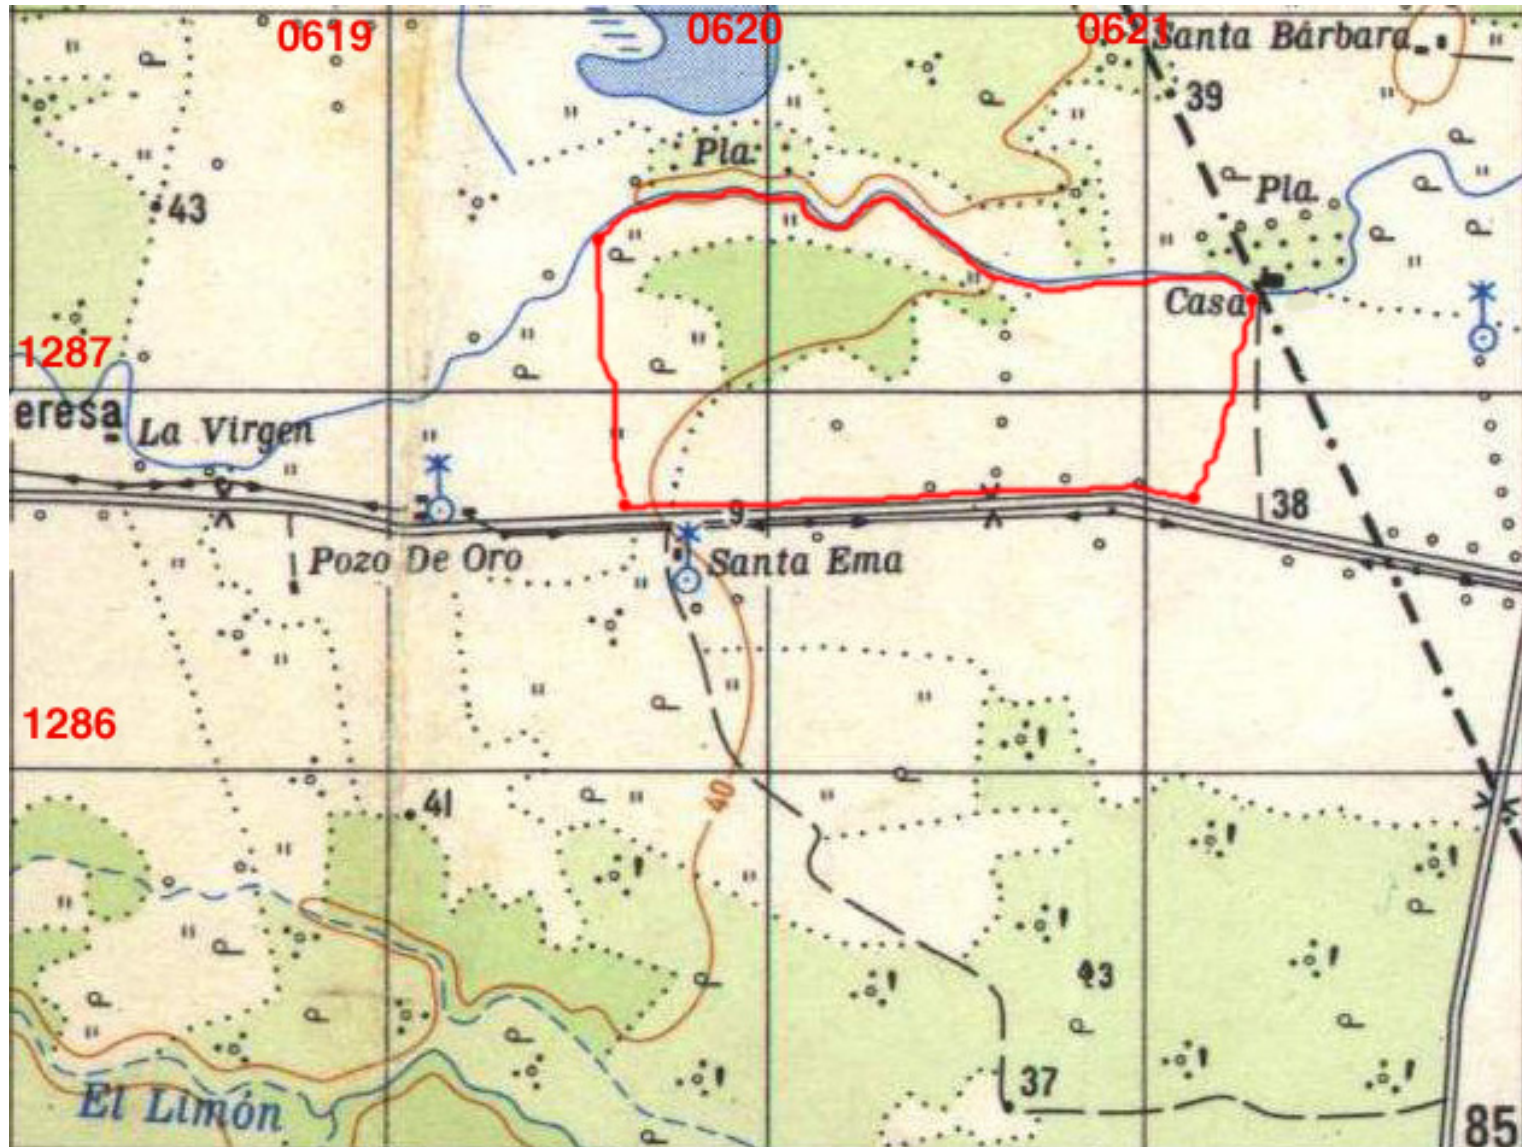 0619
0620
0621
Santa Bárbara
39
Pla.
Pla.
43
Casa
1287
eresa
La Virgen
38
9
Pozo De Oro
Santa Ema
1286
40
41
43
37
El Limón
85